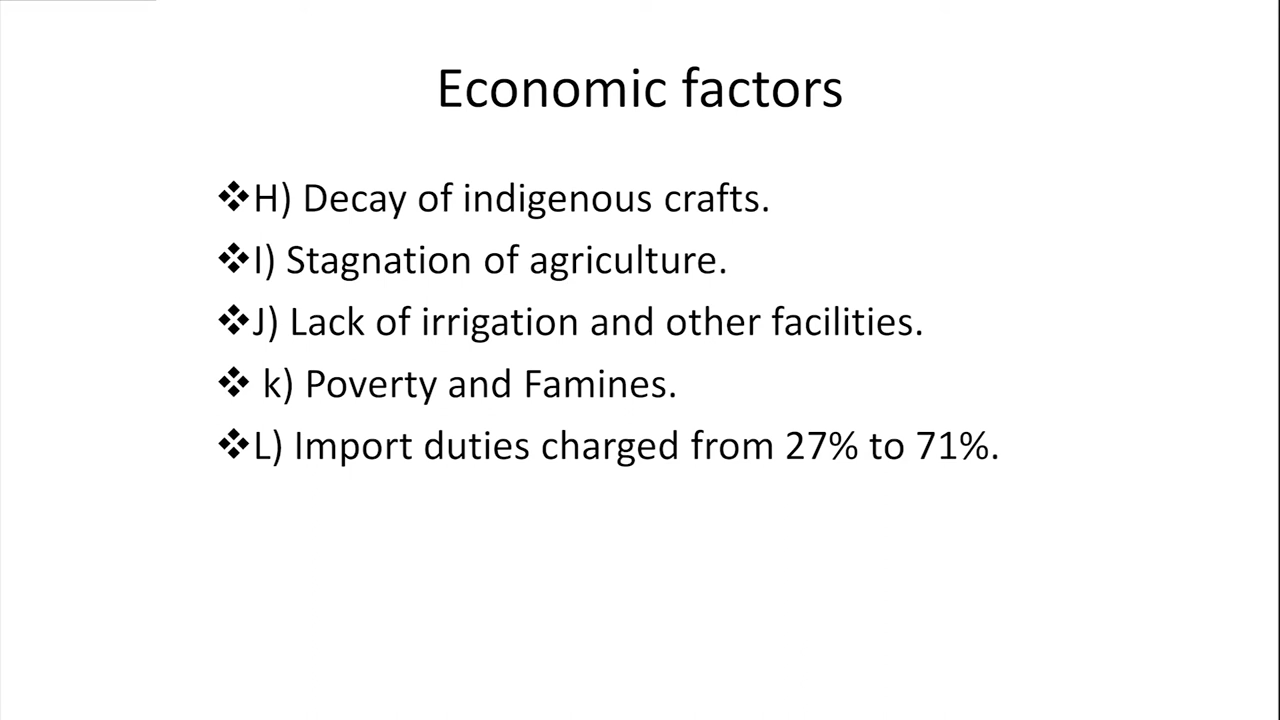 Economic factors
❖H) Decay of indigenous crafts.
❖I) Stagnation of agriculture.
❖J) Lack of irrigation and other facilities.
❖ k) Poverty and Famines.
❖L) Import duties charged from 27% to 71%.